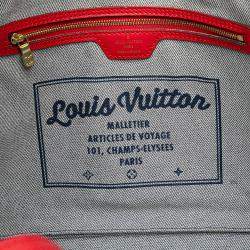 Louis Vuitton
MALLETIER
ARTICLES DE VOYAGE
101, CHAMPS-ELYSEES
PARIS